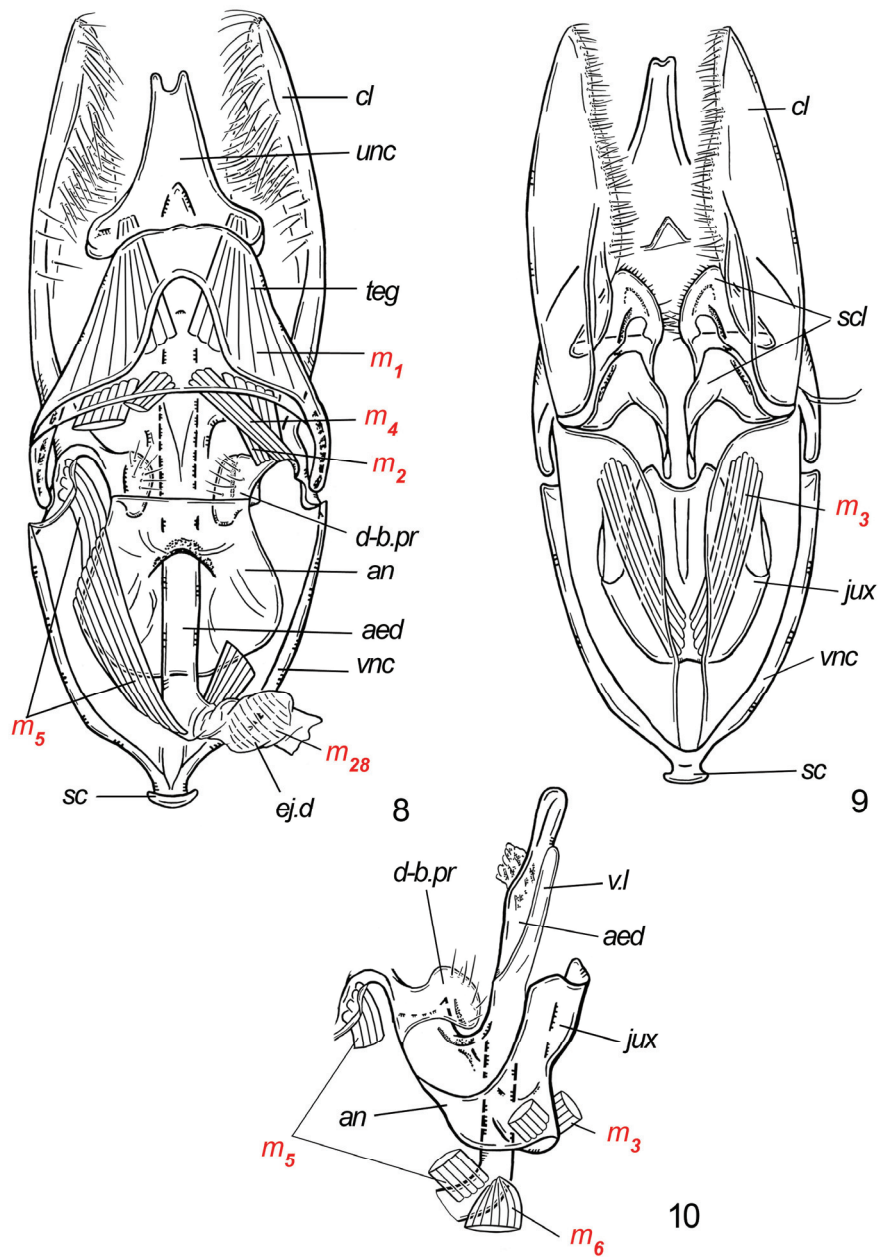 cl
unc
teg
m1
m4
m2
d-b.pr
an
aed
vnc
m5
m28
ej.d
sc
8
cl
scl
m3
jux
vnc
sc
9
d-b.pr
v.l
aed
jux
an
m3
m5
m6
10